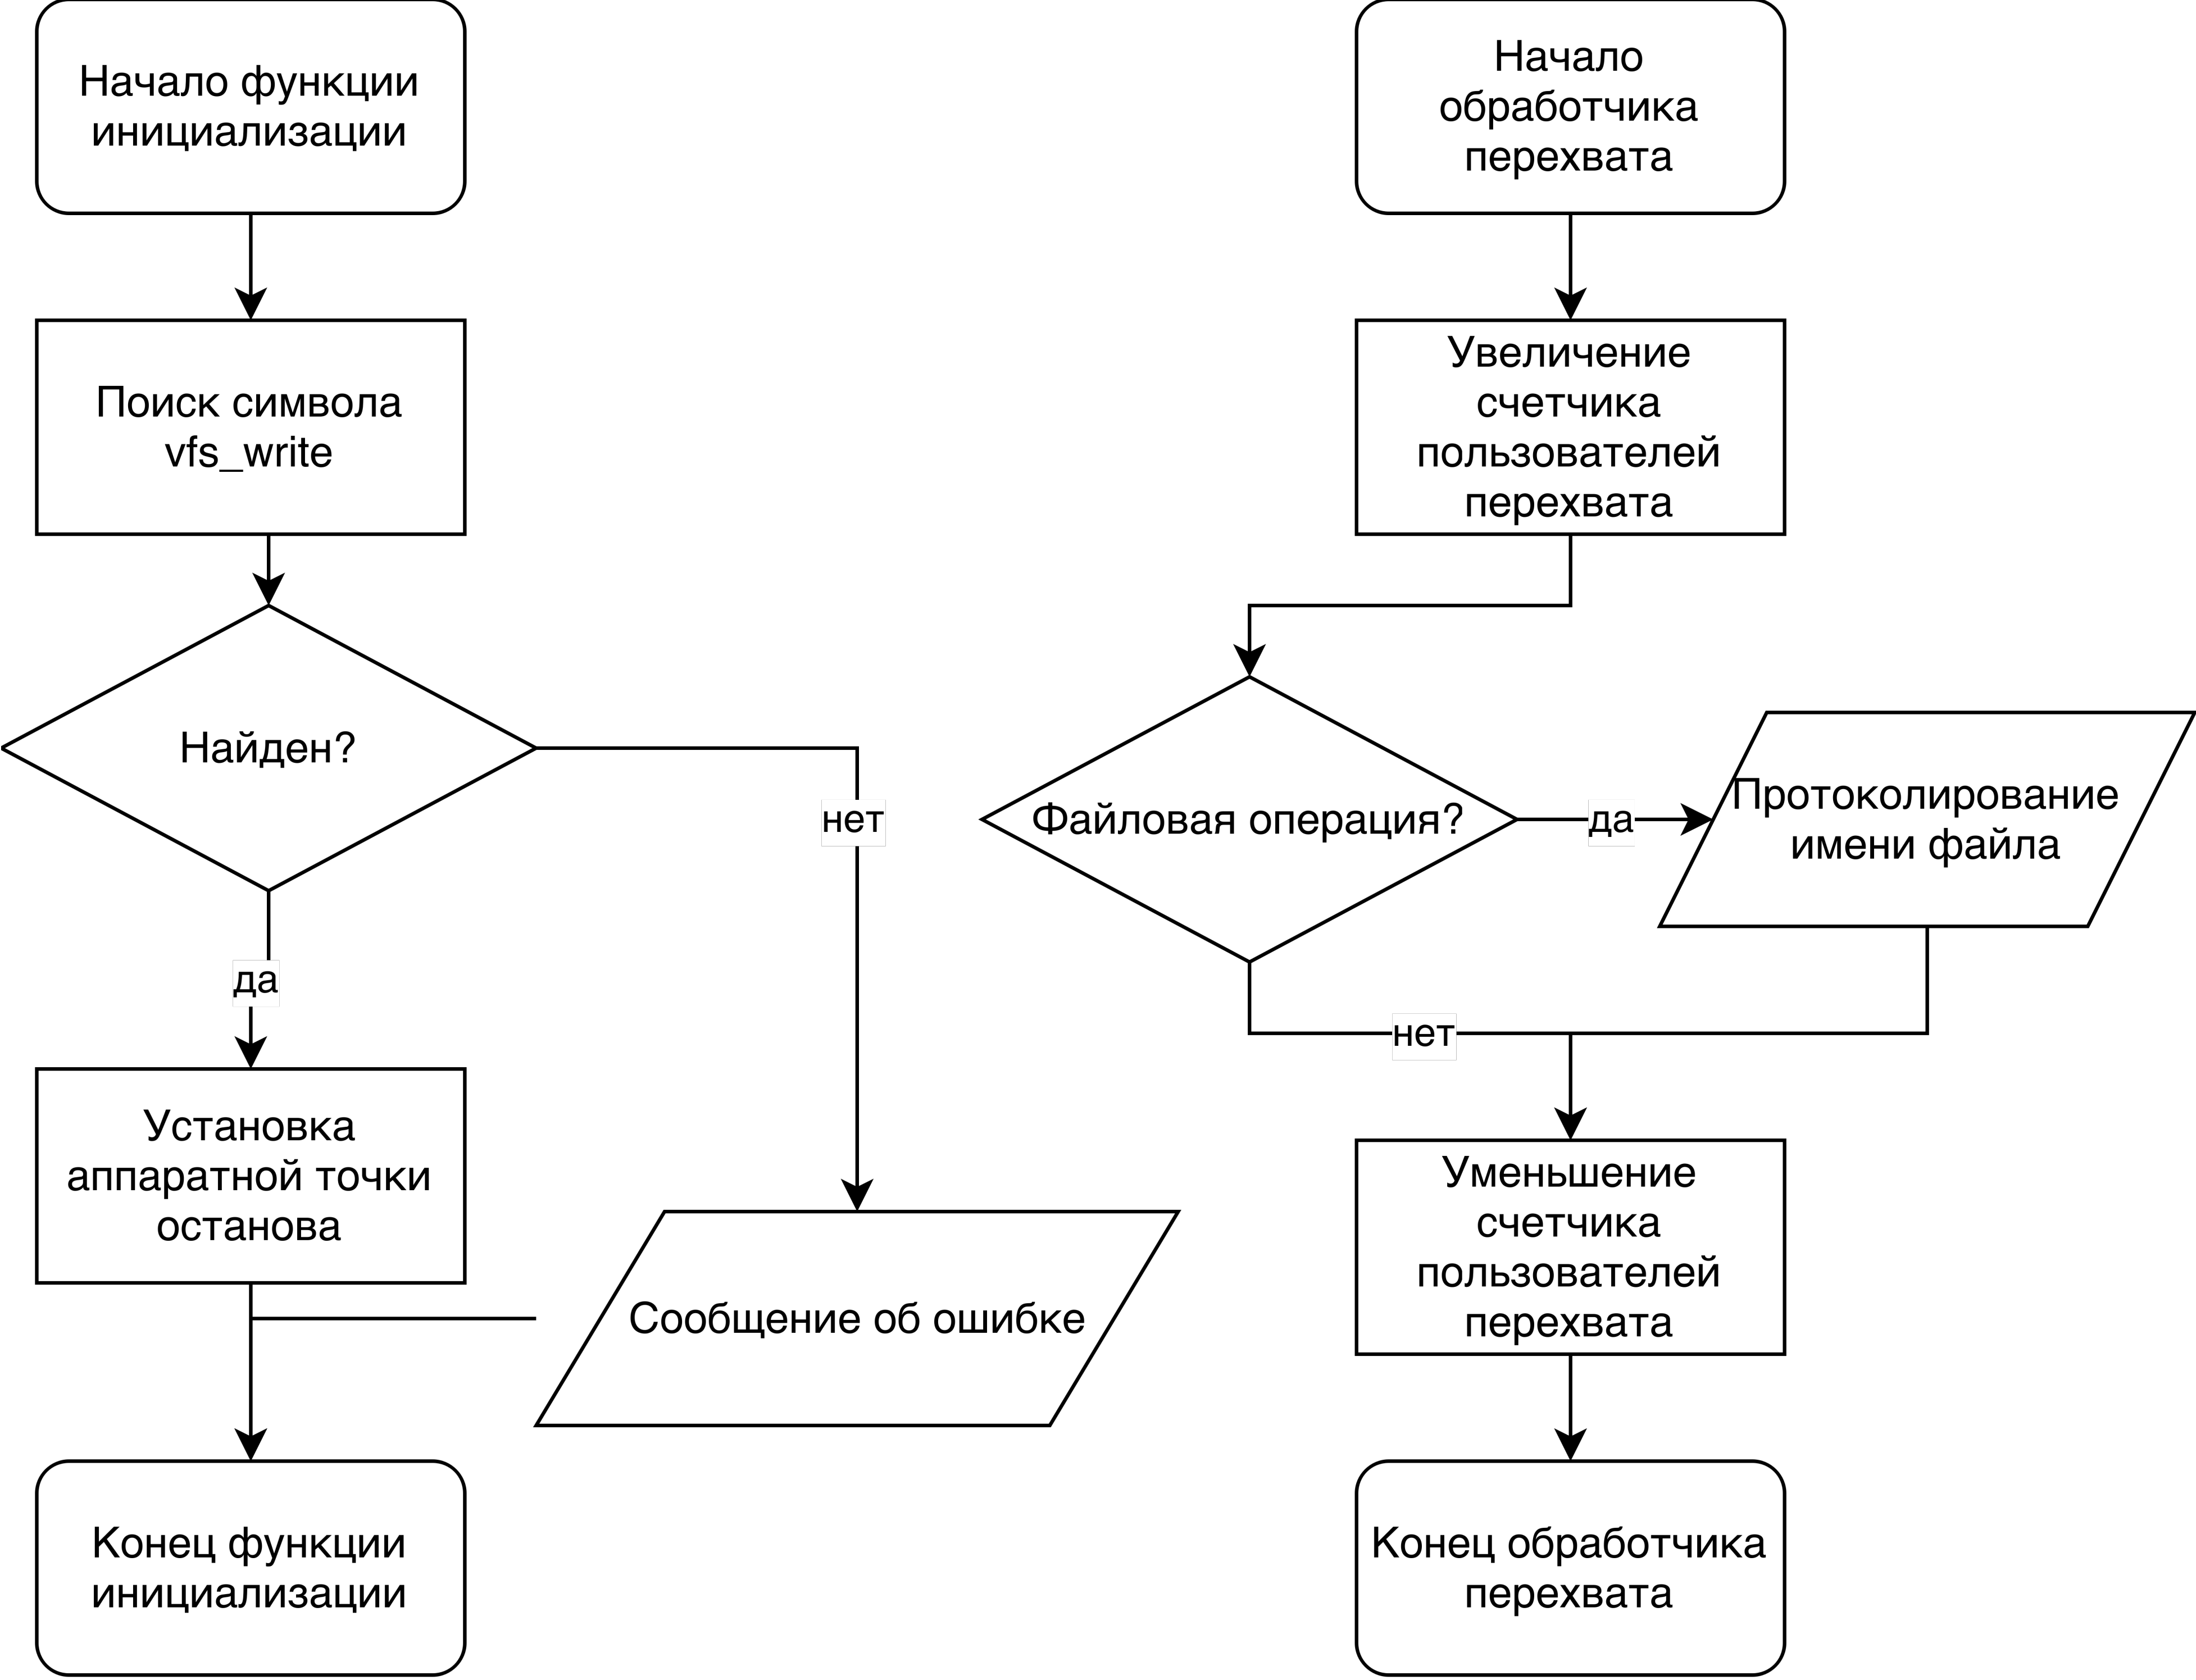 Начало функции
инициализации
Поиск символа
vfs_write
Найден?
нет
да
Установка
аппаратной точки
останова
Сообщение об ошибке
Конец функции
инициализации
Начало
обработчика
перехвата
Увеличение
счетчика
пользователей
перехвата
Файловая операция?
да
Протоколирование
имени файла
нет
Уменьшение
счетчика
пользователей
перехвата
Конец обработчика
перехвата